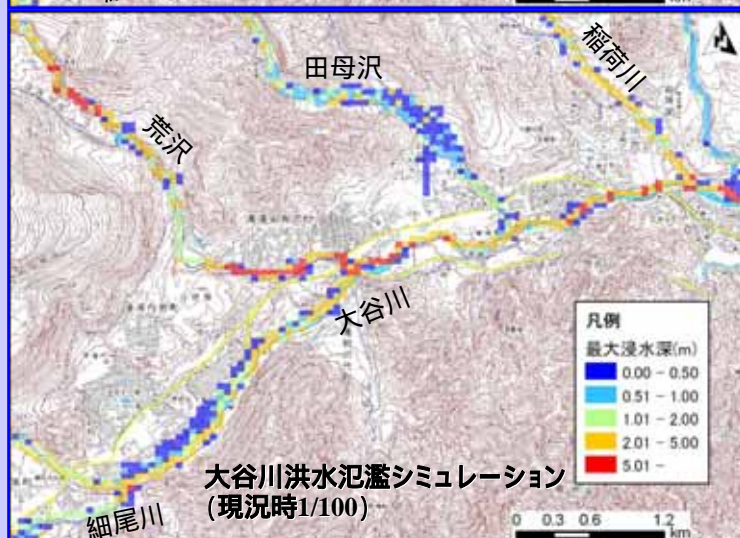 田母沢
稲荷川
荒沢
大谷川
凡例
最大浸水深(m)
0.00 - 0.50
0.51 - 1.00
1.01 - 2.00
2.01 - 5.00
5.01 -
大谷川洪水氾濫シミュレーション
(現況時1/100)
細尾川
0 0.3 0.6 1.2
km